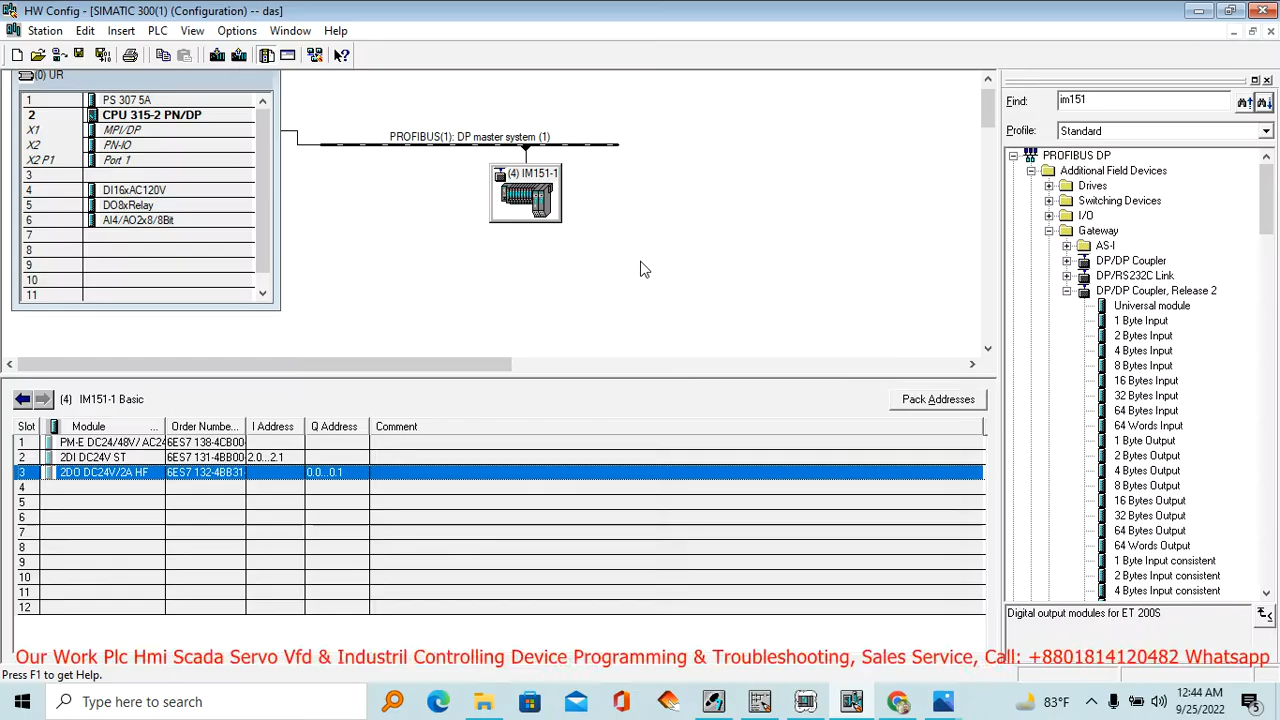 HW Config - [SIMATIC 300(1) (Configuration) -- das]
Station Edit Insert PLC View Options Window Help
(0) UR
1 PS 307 5A
2 CPU 315-2 PN/DP
X1 MPI/DP
X2 PN-IO
X2 P1 Port 1
3
4 DI16xAC120V
5 DO8xRelay
6 AI4/AO2x8/8Bit
7
8
9
10
11
PROFIBUS(1): DP master system (1)
(4) IM151-1
Find: im151
Profile: Standard
PROFIBUS DP
Additional Field Devices
Drives
Switching Devices
I/O
Gateway
AS-I
DP/DP Coupler
DP/RS232C Link
DP/DP Coupler, Release 2
Universal module
1 Byte Input
2 Bytes Input
4 Bytes Input
8 Bytes Input
16 Bytes Input
32 Bytes Input
64 Bytes Input
64 Words Input
1 Byte Output
2 Bytes Output
4 Bytes Output
8 Bytes Output
16 Bytes Output
32 Bytes Output
64 Bytes Output
64 Words Output
1 Byte Input consistent
2 Bytes Input consistent
4 Bytes Input consistent
Digital output modules for ET 200S
(4) IM151-1 Basic
Pack Addresses
Slot Module ... Order Numbe... I Address Q Address Comment
1 PM-E DC24/48V/ AC24 6ES7 138-4CB00-
2 2DI DC24V ST 6ES7 131-4BB00- 2.0...2.1
3 2DO DC24V/2A HF 6ES7 132-4BB31- 0.0...0.1
4
5
6
7
8
9
10
11
12
Our Work Plc Hmi Scada Servo Vfd & Industril Controlling Device Programming & Troubleshooting, Sales Service, Call: +8801814120482 Whatsapp
Press F1 to get Help.
Type here to search
83°F
12:44 AM
9/25/2022
5